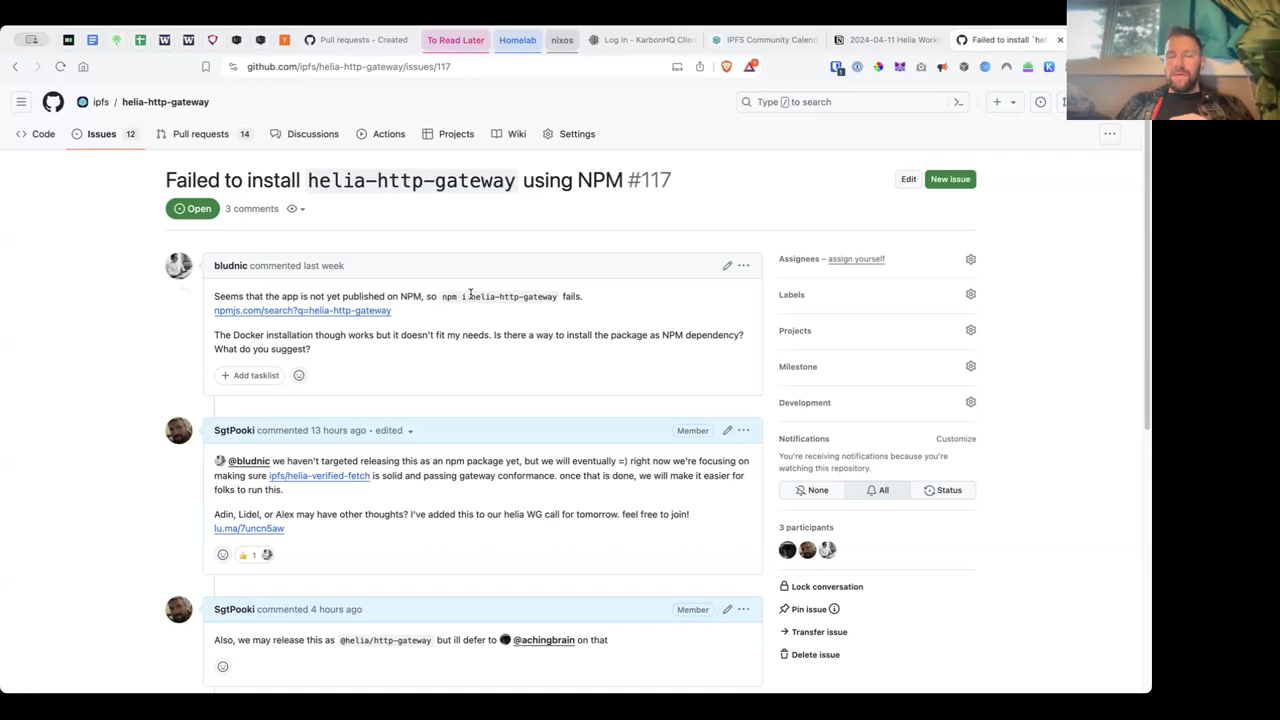 Pull requests - Created
To Read Later
Homelab
nixos
Log In - KarbonHQ Clie
IPFS Community Calend
2024-04-11 Helia Works
Failed to install `hel
github.com/ipfs/helia-http-gateway/issues/117
ipfs / helia-http-gateway
Type / to search
Code
Issues 12
Pull requests 14
Discussions
Actions
Projects
Wiki
Settings
Failed to install helia-http-gateway using NPM #117
Edit
New issue
Open
3 comments
bludnic commented last week
Seems that the app is not yet published on NPM, so npm i helia-http-gateway fails.
npmjs.com/search?q=helia-http-gateway
The Docker installation though works but it doesn't fit my needs. Is there a way to install the package as NPM dependency?
What do you suggest?
Add tasklist
SgtPooki commented 13 hours ago • edited
Member
@bludnic we haven't targeted releasing this as an npm package yet, but we will eventually =) right now we're focusing on
making sure ipfs/helia-verified-fetch is solid and passing gateway conformance. once that is done, we will make it easier for
folks to run this.
Adin, Lidel, or Alex may have other thoughts? I've added this to our helia WG call for tomorrow. feel free to join!
lu.ma/7uncn5aw
1
SgtPooki commented 4 hours ago
Member
Also, we may release this as @helia/http-gateway but ill defer to @achingbrain on that
Assignees – assign yourself
Labels
Projects
Milestone
Development
Notifications
Customize
You're receiving notifications because you're
watching this repository.
None
All
Status
3 participants
Lock conversation
Pin issue
Transfer issue
Delete issue